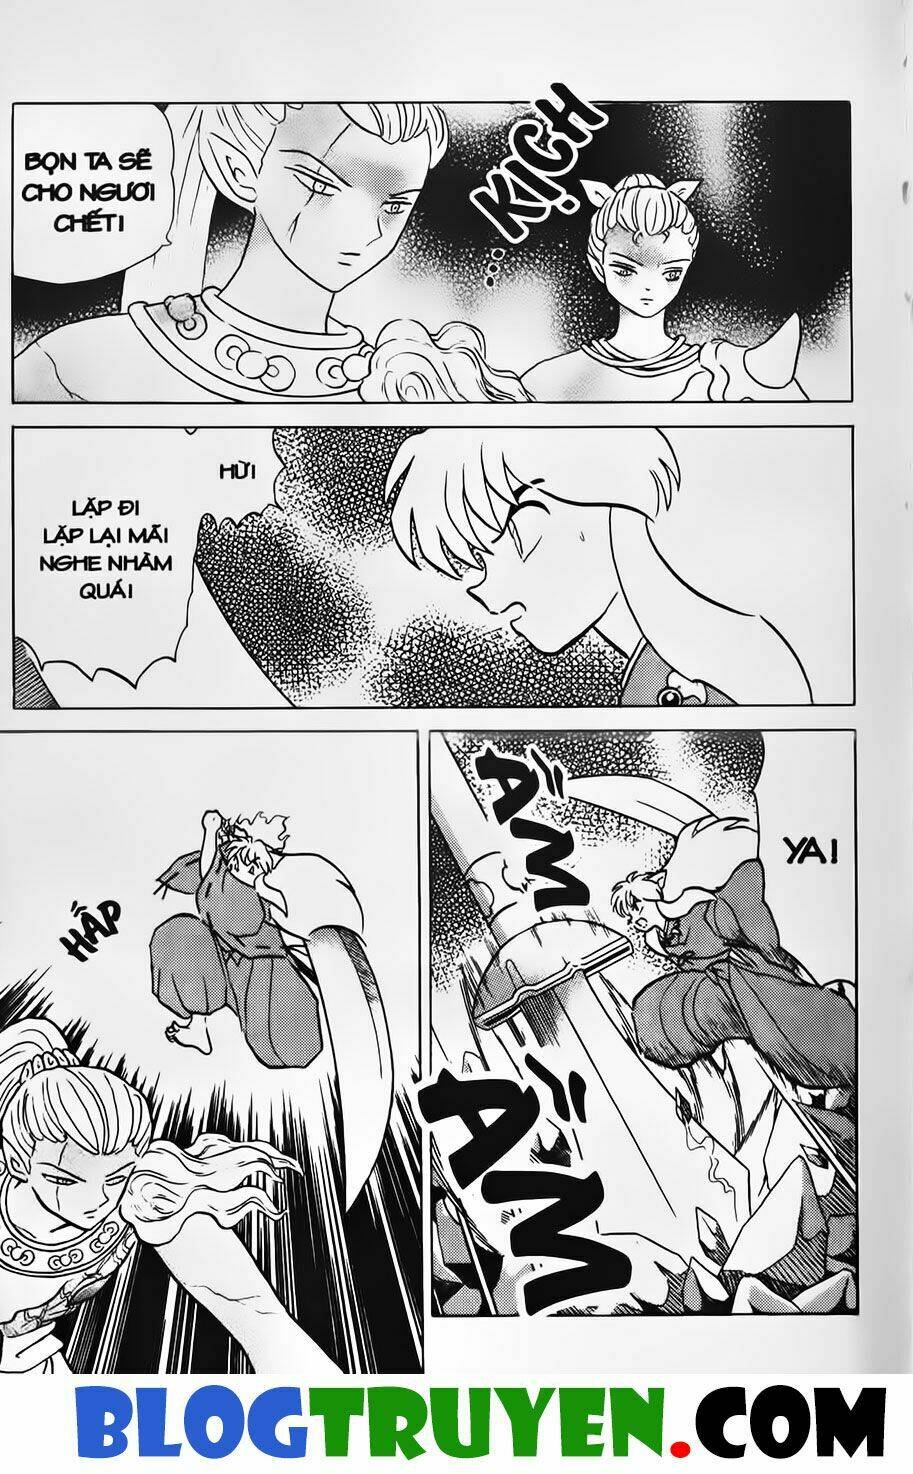 BỌN TA SẼ
CHO NGƯƠI
CHẾT!
KỊCH
HỪ!
LẶP ĐI
LẶP LẠI MÃI
NGHE NHÀM
QUÁ!
HẤP
ẦM
YA!
ẦM
BLOGTRUYEN.COM